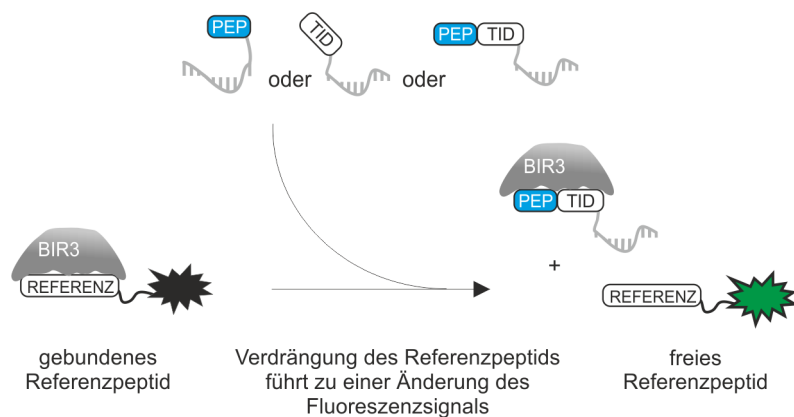 PEP
TID
PEP TID
oder
oder
BIR3
PEP TID
BIR3
REFERENZ
+
REFERENZ
gebundenes
Referenzpeptid
Verdrängung des Referenzpeptids
führt zu einer Änderung des
Fluoreszenzsignals
freies
Referenzpeptid